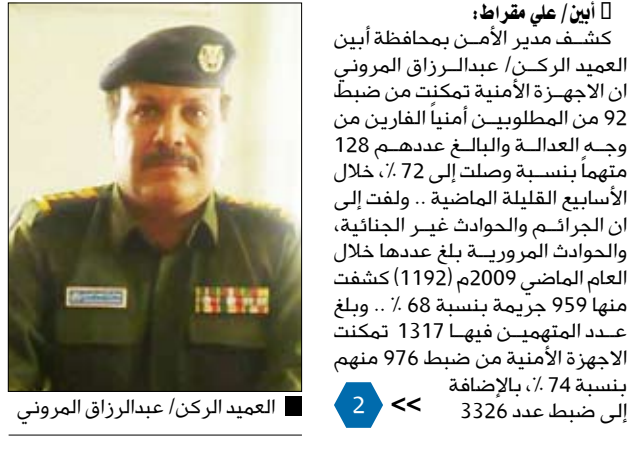 أبين/ علي مقراط:
كشف مدير الأمن بمحافظة أبين
العميد الركن/ عبدالرزاق المروني
ان الاجهزة الأمنية تمكنت من ضبط
92 من المطلوبين أمنياً الفارين من
وجه العدالة والبالغ عددهم 128
متهماً بنسبة وصلت إلى 72 ٪، خلال
الأسابيع القليلة الماضية .. ولفت إلى
ان الجرائم والحوادث غير الجنائية،
والحوادث المرورية بلغ عددها خلال
العام الماضي 2009م (1192) كشفت
منها 959 جريمة بنسبة 68 ٪ .. وبلغ
عدد المتهمين فيها 1317 تمكنت
الاجهزة الأمنية من ضبط 976 منهم
بنسبة 74 ٪، بالإضافة
إلى ضبط عدد 3326
>> 2
العميد الركن/ عبدالرزاق المروني